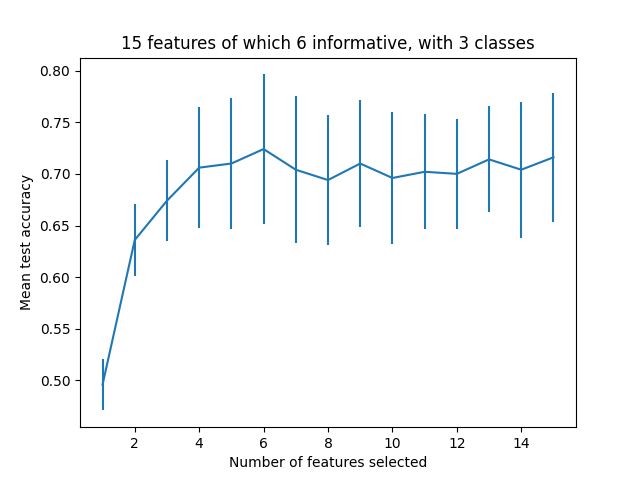 15 features of which 6 informative, with 3 classes
0.80
0.75
0.70
0.65
0.60
0.55
0.50
Mean test accuracy
2 4 6 8 10 12 14
Number of features selected